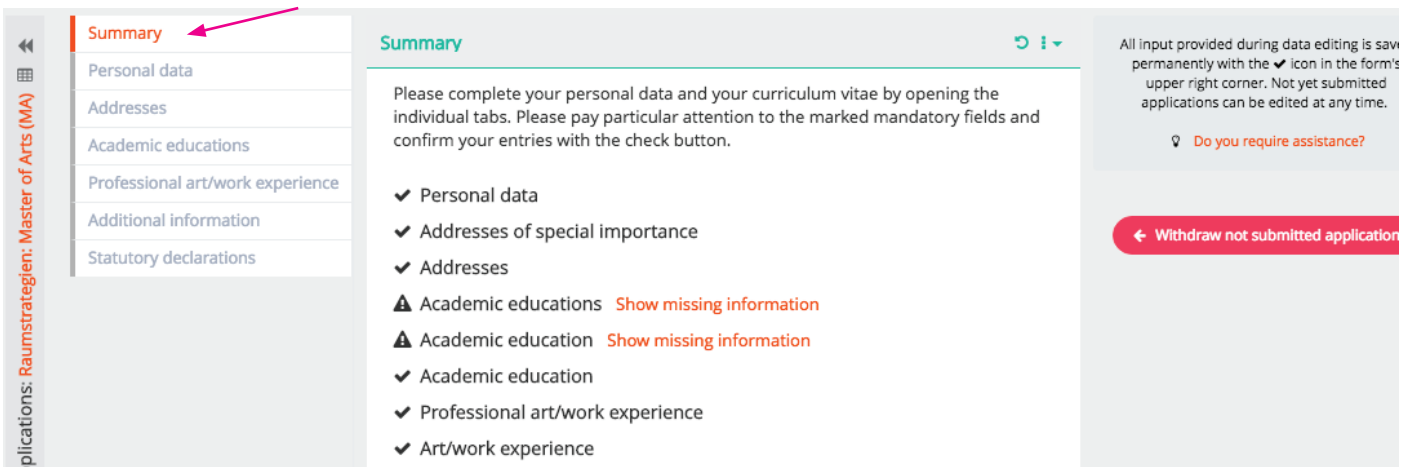 plications: Raumstrategien: Master of Arts (MA)
Summary
Personal data
Addresses
Academic educations
Professional art/work experience
Additional information
Statutory declarations
Summary
Please complete your personal data and your curriculum vitae by opening the
individual tabs. Please pay particular attention to the marked mandatory fields and
confirm your entries with the check button.
✔ Personal data
✔ Addresses of special importance
✔ Addresses
Academic educations Show missing information
Academic education Show missing information
✔ Academic education
✔ Professional art/work experience
✔ Art/work experience
All input provided during data editing is save
permanently with the ✔ icon in the form's
upper right corner. Not yet submitted
applications can be edited at any time.
Do you require assistance?
Withdraw not submitted application